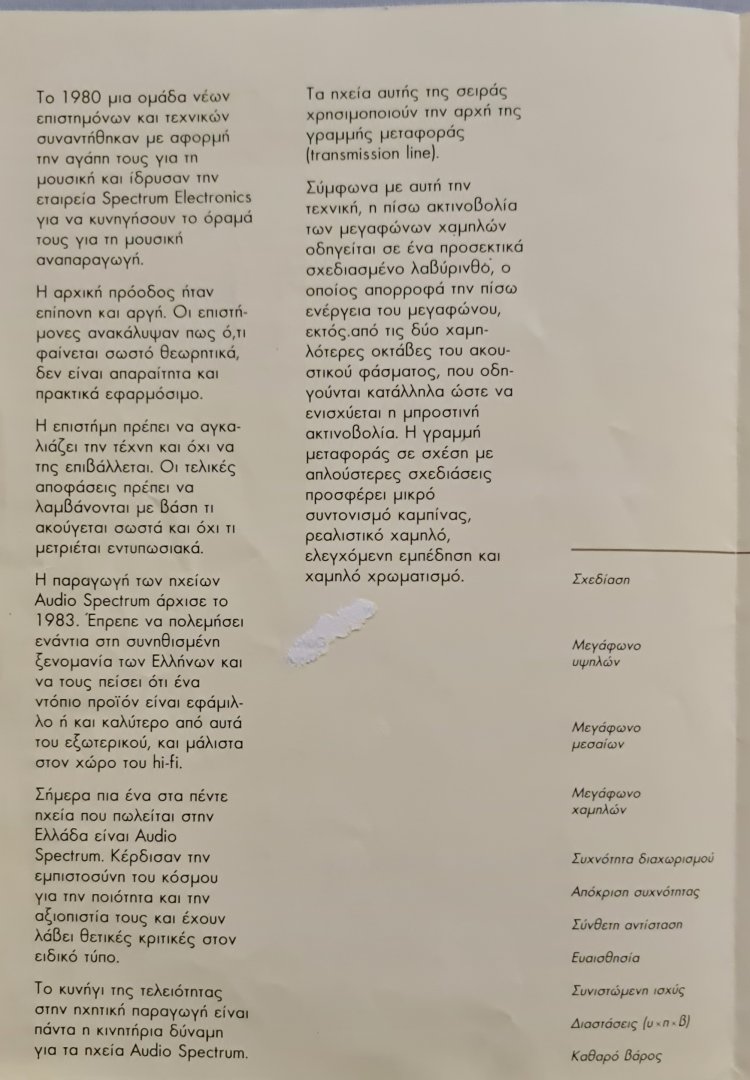 Το 1980 μια ομάδα νέων
επιστημόνων και τεχνικών
συναντήθηκαν με αφορμή
την αγάπη τους για τη
μουσική και ίδρυσαν την
εταιρεία Spectrum Electronics
για να κυνηγήσουν το όραμά
τους για τη μουσική
αναπαραγωγή.
Η αρχική πρόοδος ήταν
επίπονη και αργή. Οι επιστή-
μονες ανακάλυψαν πως ό,τι
φαίνεται σωστό θεωρητικά,
δεν είναι απαραίτητα και
πρακτικά εφαρμόσιμο.
Η επιστήμη πρέπει να αγκα-
λιάζει την τέχνη και όχι να
της επιβάλλεται. Οι τελικές
αποφάσεις πρέπει να
λαμβάνονται με βάση τι
ακούγεται σωστά και όχι τι
μετριέται εντυπωσιακά.
Η παραγωγή των ηχείων
Audio Spectrum άρχισε το
1983. Έπρεπε να πολεμήσει
ενάντια στη συνηθισμένη
ξενομανία των Ελλήνων και
να τους πείσει ότι ένα
ντόπιο προϊόν είναι εφάμιλ-
λο ή και καλύτερο από αυτά
του εξωτερικού, και μάλιστα
στον χώρο του hi-fi.
Σήμερα πια ένα στα πέντε
ηχεία που πωλείται στην
Ελλάδα είναι Audio
Spectrum. Κέρδισαν την
εμπιστοσύνη του κόσμου
για την ποιότητα και την
αξιοπιστία τους και έχουν
λάβει θετικές κριτικές στον
ειδικό τύπο.
Το κυνήγι της τελειότητας
στην ηχητική παραγωγή είναι
πάντα η κινητήρια δύναμη
για τα ηχεία Audio Spectrum.
Τα ηχεία αυτής της σειράς
χρησιμοποιούν την αρχή της
γραμμής μεταφοράς
(transmission line).
Σύμφωνα με αυτή την
τεχνική, η πίσω ακτινοβολία
των μεγαφώνων χαμηλών
οδηγείται σε ένα προσεκτικά
σχεδιασμένο λαβύρινθο, ο
οποίος απορροφά την πίσω
ενέργεια του μεγαφώνου,
εκτός.από τις δύο χαμη-
λότερες οκτάβες του ακου-
στικού φάσματος, που οδη-
γούνται κατάλληλα ώστε να
ενισχύεται η μπροστινή
ακτινοβολία. Η γραμμή
μεταφοράς σε σχέση με
απλούστερες σχεδιάσεις
προσφέρει μικρό
συντονισμό καμπίνας,
ρεαλιστικό χαμηλό,
ελεγχόμενη εμπέδηση και
χαμηλό χρωματισμό.
Σχεδίαση
Μεγάφωνο
υψηλών
Μεγάφωνο
μεσαίων
Μεγάφωνο
χαμηλών
Συχνότητα διαχωρισμού
Απόκριση συχνότητας
Σύνθετη αντίσταση
Ευαισθησία
Συνιστώμενη ισχύς
Διαστάσεις (υ×π×β)
Καθαρό βάρος